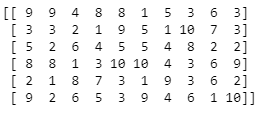 [[ 9 9 4 8 8 1 5 3 6 3]
[ 3 3 2 1 9 5 1 10 7 3]
[ 5 2 6 4 5 5 4 8 2 2]
[ 8 8 1 3 10 10 4 3 6 9]
[ 2 1 8 7 3 1 9 3 6 2]
[ 9 2 6 5 3 9 4 6 1 10]]